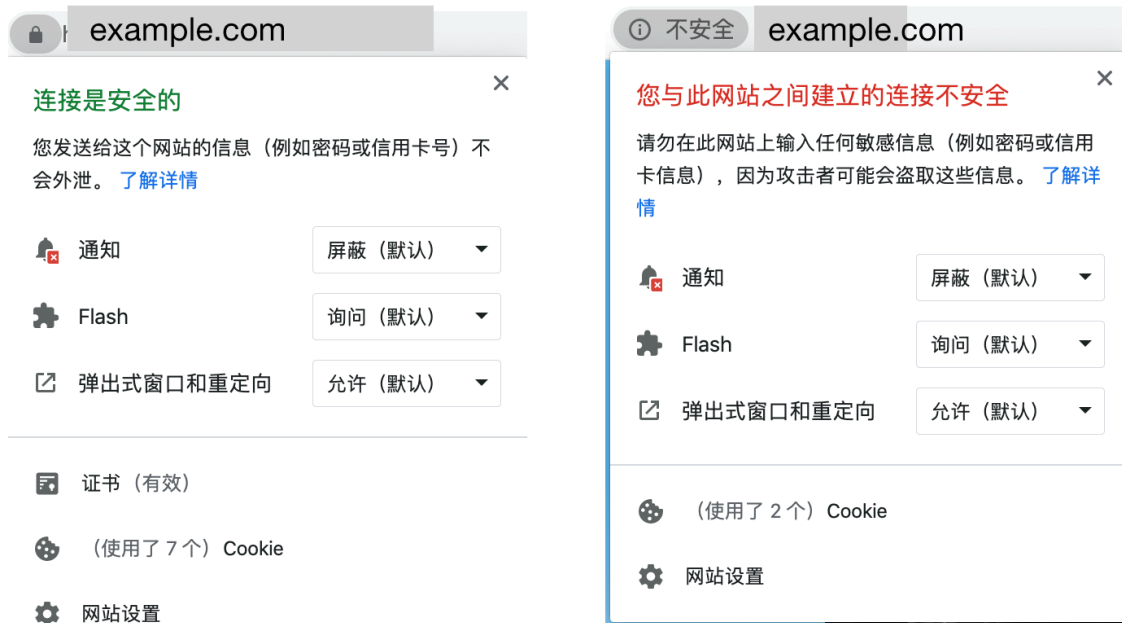 example.com
连接是安全的
您发送给这个网站的信息（例如密码或信用卡号）不
会外泄。 了解详情
通知
屏蔽（默认）
Flash
询问（默认）
弹出式窗口和重定向
允许（默认）
证书（有效）
（使用了 7 个）Cookie
网站设置
不安全
example.com
您与此网站之间建立的连接不安全
请勿在此网站上输入任何敏感信息（例如密码或信用
卡信息），因为攻击者可能会盗取这些信息。 了解详
情
通知
屏蔽（默认）
Flash
询问（默认）
弹出式窗口和重定向
允许（默认）
（使用了 2 个）Cookie
网站设置